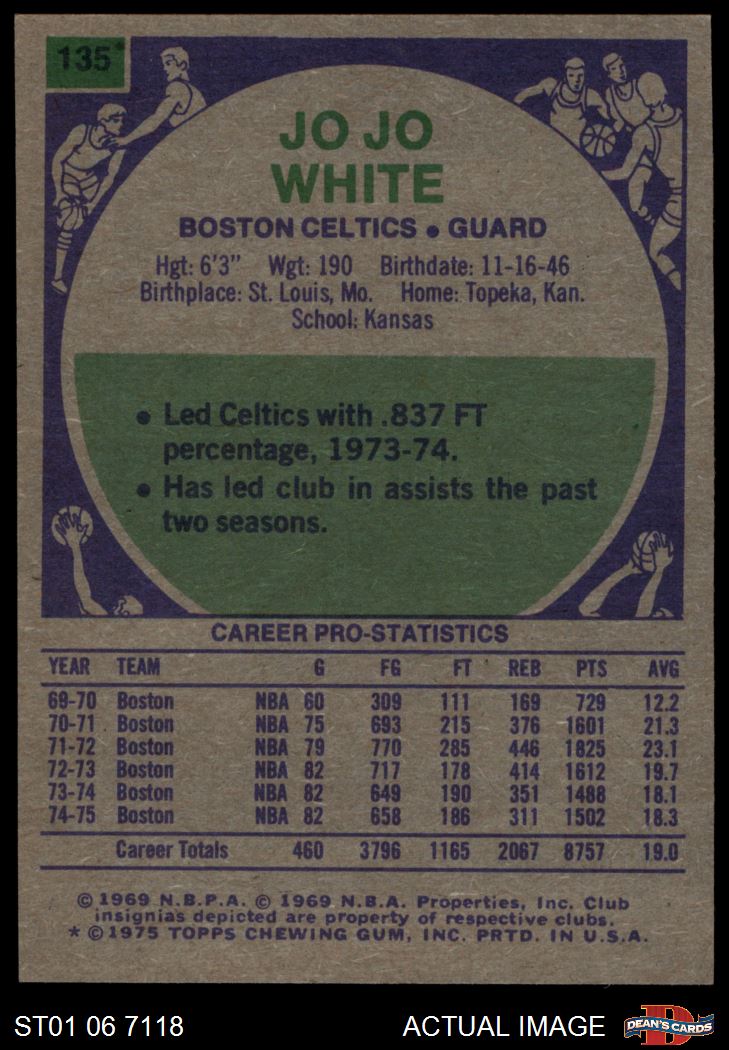 135*
JO JO
WHITE
BOSTON CELTICS • GUARD
Hgt: 6'3" Wgt: 190 Birthdate: 11-16-46
Birthplace: St. Louis, Mo. Home: Topeka, Kan.
School: Kansas
• Led Celtics with .837 FT
percentage, 1973-74.
• Has led club in assists the past
two seasons.
CAREER PRO-STATISTICS
YEAR TEAM G FG FT REB PTS AVG
69-70 Boston NBA 60 309 111 169 729 12.2
70-71 Boston NBA 75 693 215 376 1601 21.3
71-72 Boston NBA 79 770 285 446 1825 23.1
72-73 Boston NBA 82 717 178 414 1612 19.7
73-74 Boston NBA 82 649 190 351 1488 18.1
74-75 Boston NBA 82 658 186 311 1502 18.3
Career Totals 460 3796 1165 2067 8757 19.0
© 1969 N.B.P.A. © 1969 N.B.A. Properties, Inc. Club
insignias depicted are property of respective clubs.
* © 1975 TOPPS CHEWING GUM, INC. PRTD. IN U.S.A.
ST01 06 7118 ACTUAL IMAGE D DEAN'S CARDS